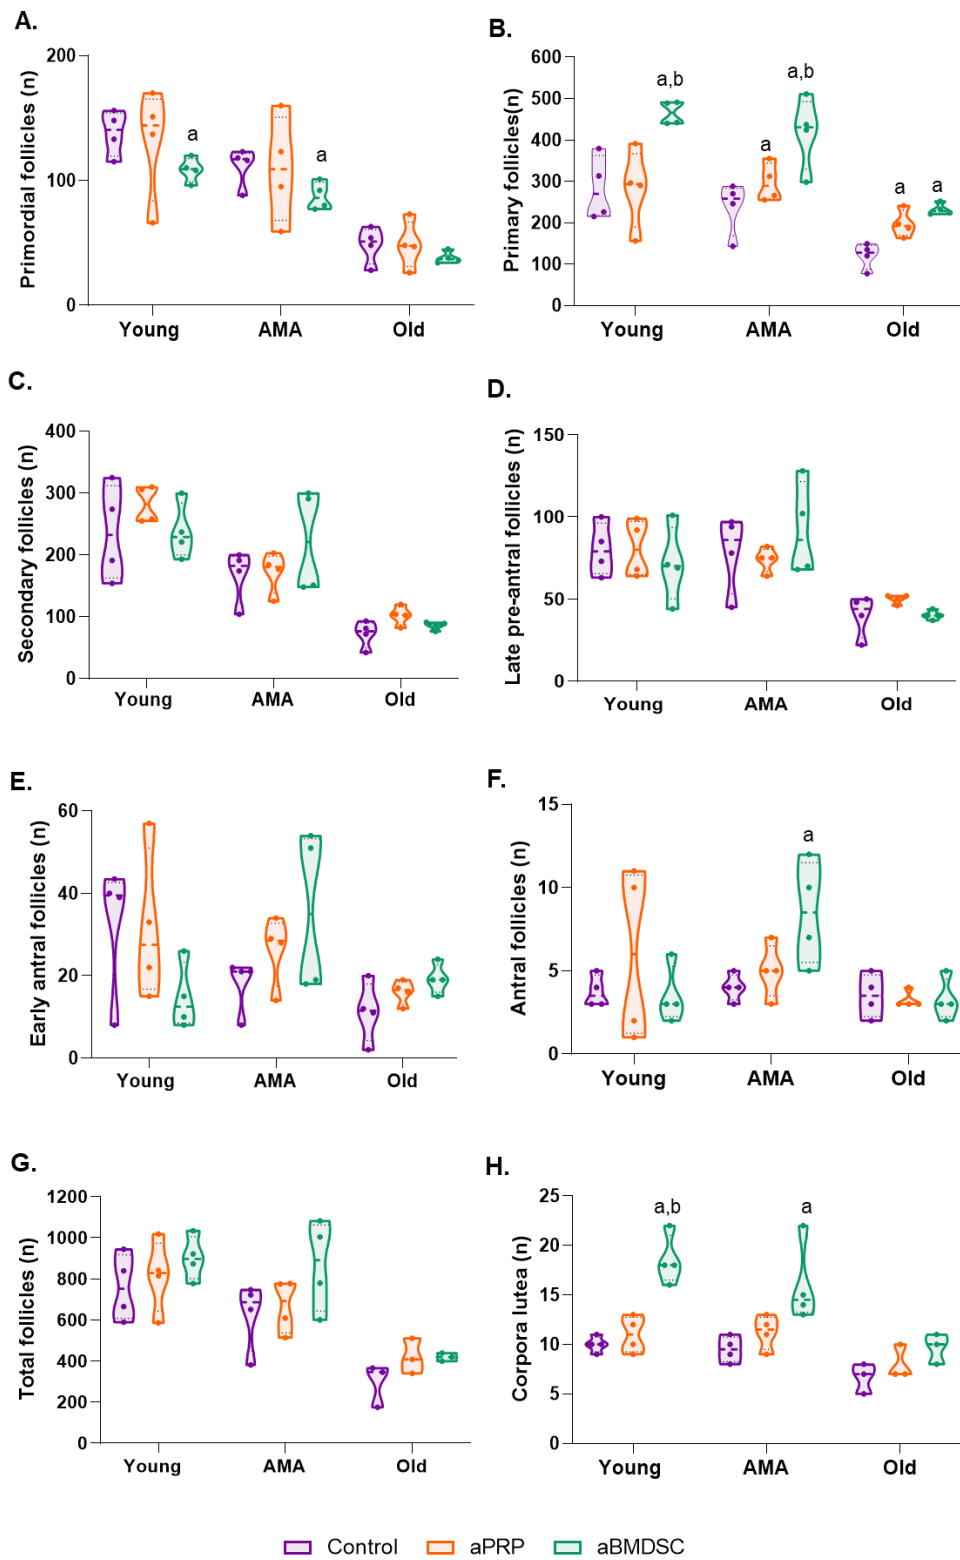 A.
Primordial follicles (n)
200
100
0
a
a
Young AMA Old
B.
Primary follicles(n)
600
500
400
300
200
100
0
a,b
a
a,b
a
a
Young AMA Old
C.
Secondary follicles (n)
400
300
200
100
0
Young AMA Old
D.
Late pre-antral follicles (n)
150
100
50
0
Young AMA Old
E.
Early antral follicles (n)
60
40
20
0
Young AMA Old
F.
Antral follicles (n)
15
10
5
0
a
Young AMA Old
G.
Total follicles (n)
1200
1000
800
600
400
200
0
Young AMA Old
H.
Corpora lutea (n)
25
20
15
10
5
0
a,b
a
Young AMA Old
Control aPRP aBMDSC